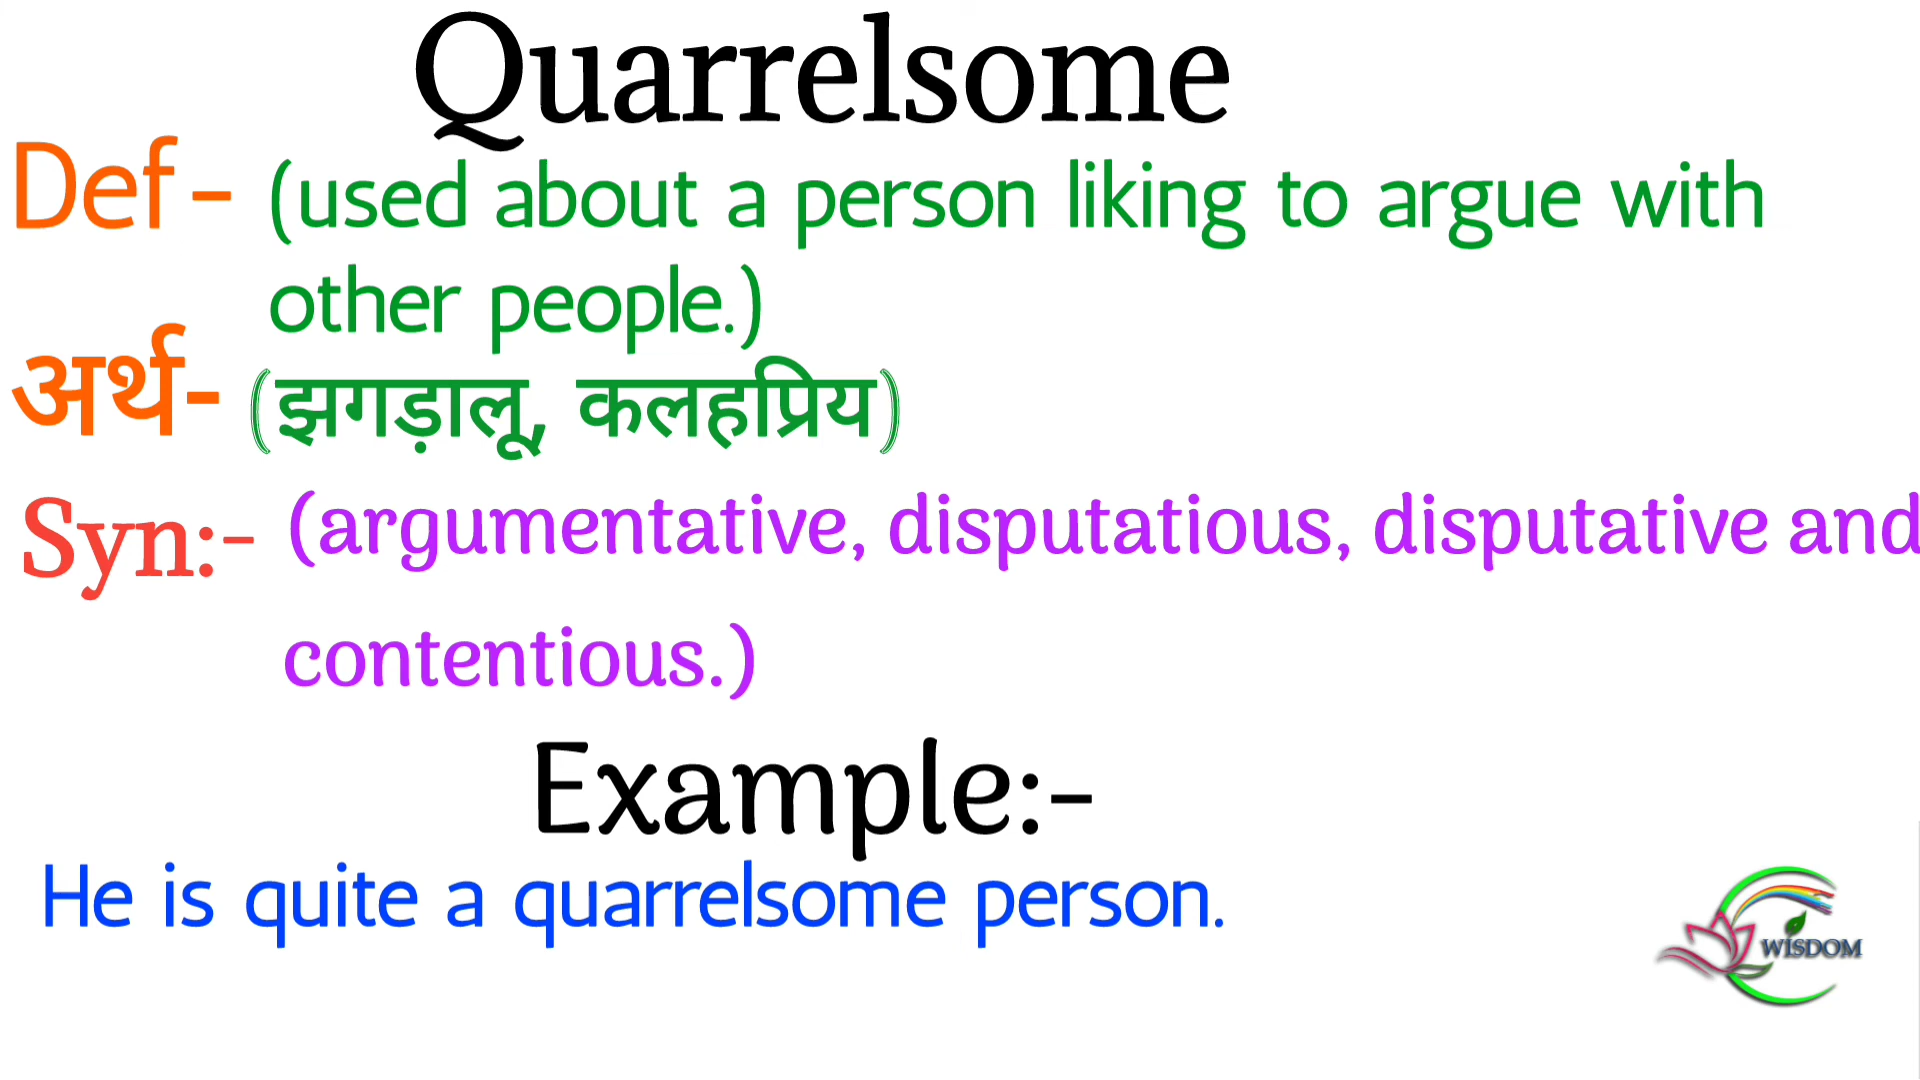 Quarrelsome
Def - (used about a person liking to argue with
other people.)
अर्थ- (झगड़ालू, कलहप्रिय)
Syn:- (argumentative, disputatious, disputative and
contentious.)
Example:-
He is quite a quarrelsome person.
WISDOM